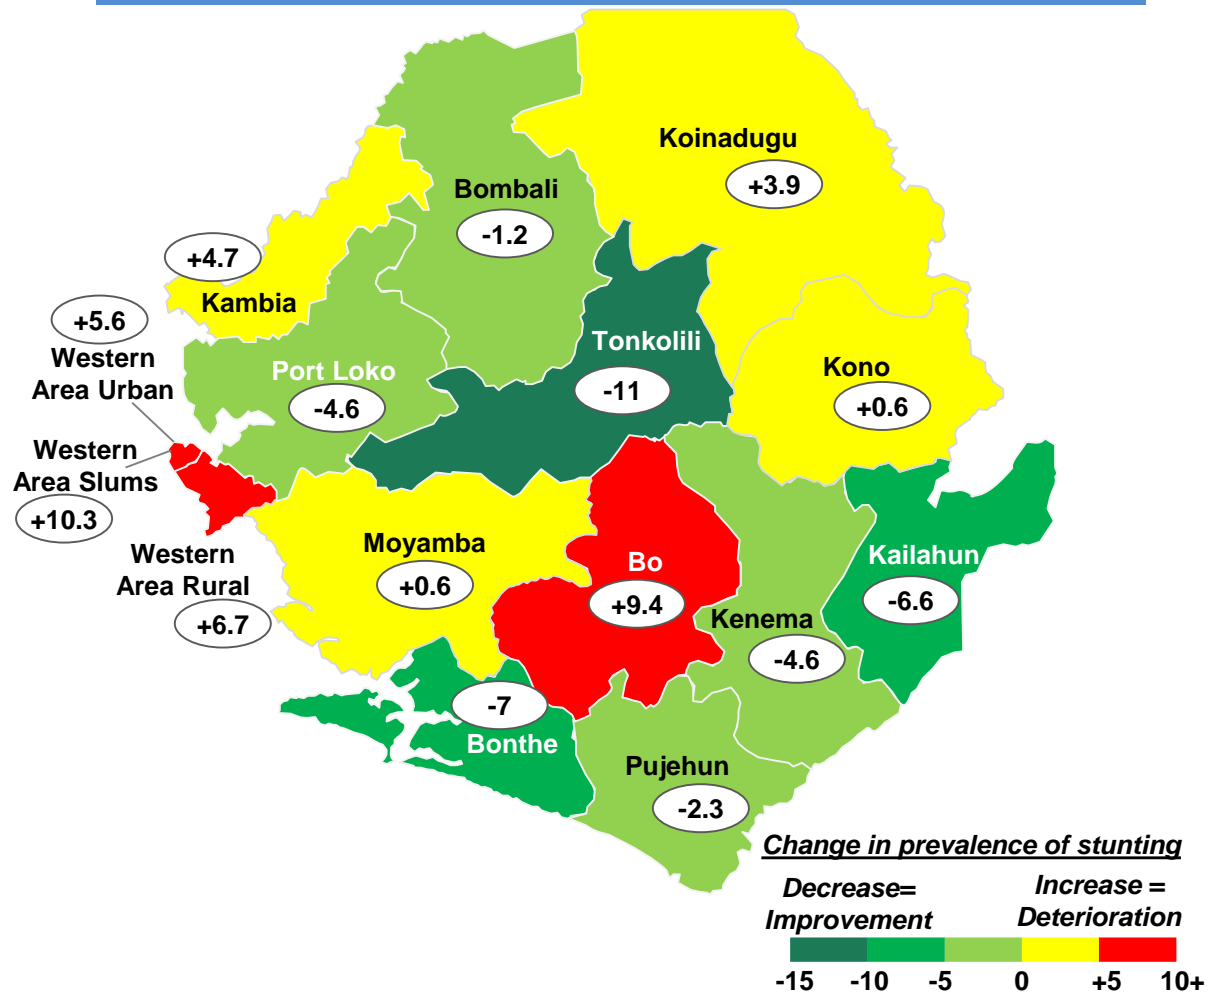 Koinadugu
+3.9
Bombali
-1.2
+4.7
Kambia
+5.6
Western
Area Urban
Tonkolili
-11
Port Loko
-4.6
Kono
+0.6
Western
Area Slums
+10.3
Western
Area Rural
+6.7
Moyamba
+0.6
Bo
+9.4
Kailahun
-6.6
Kenema
-4.6
-7
Bonthe
Pujehun
-2.3
Change in prevalence of stunting
Decrease=
Improvement
Increase =
Deterioration
-15 -10 -5 0 +5 10+